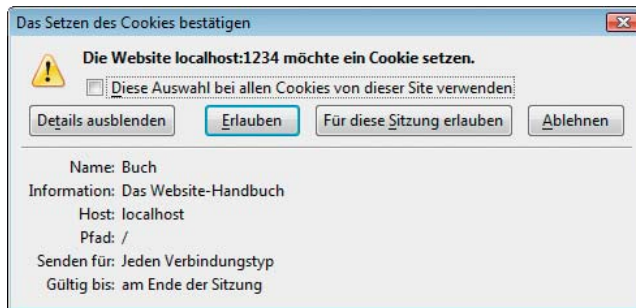 Das Setzen des Cookies bestätigen
Die Website localhost:1234 möchte ein Cookie setzen.
Diese Auswahl bei allen Cookies von dieser Site verwenden
Details ausblenden Erlauben Für diese Sitzung erlauben Ablehnen
Name: Buch
Information: Das Website-Handbuch
Host: localhost
Pfad: /
Senden für: Jeden Verbindungstyp
Gültig bis: am Ende der Sitzung